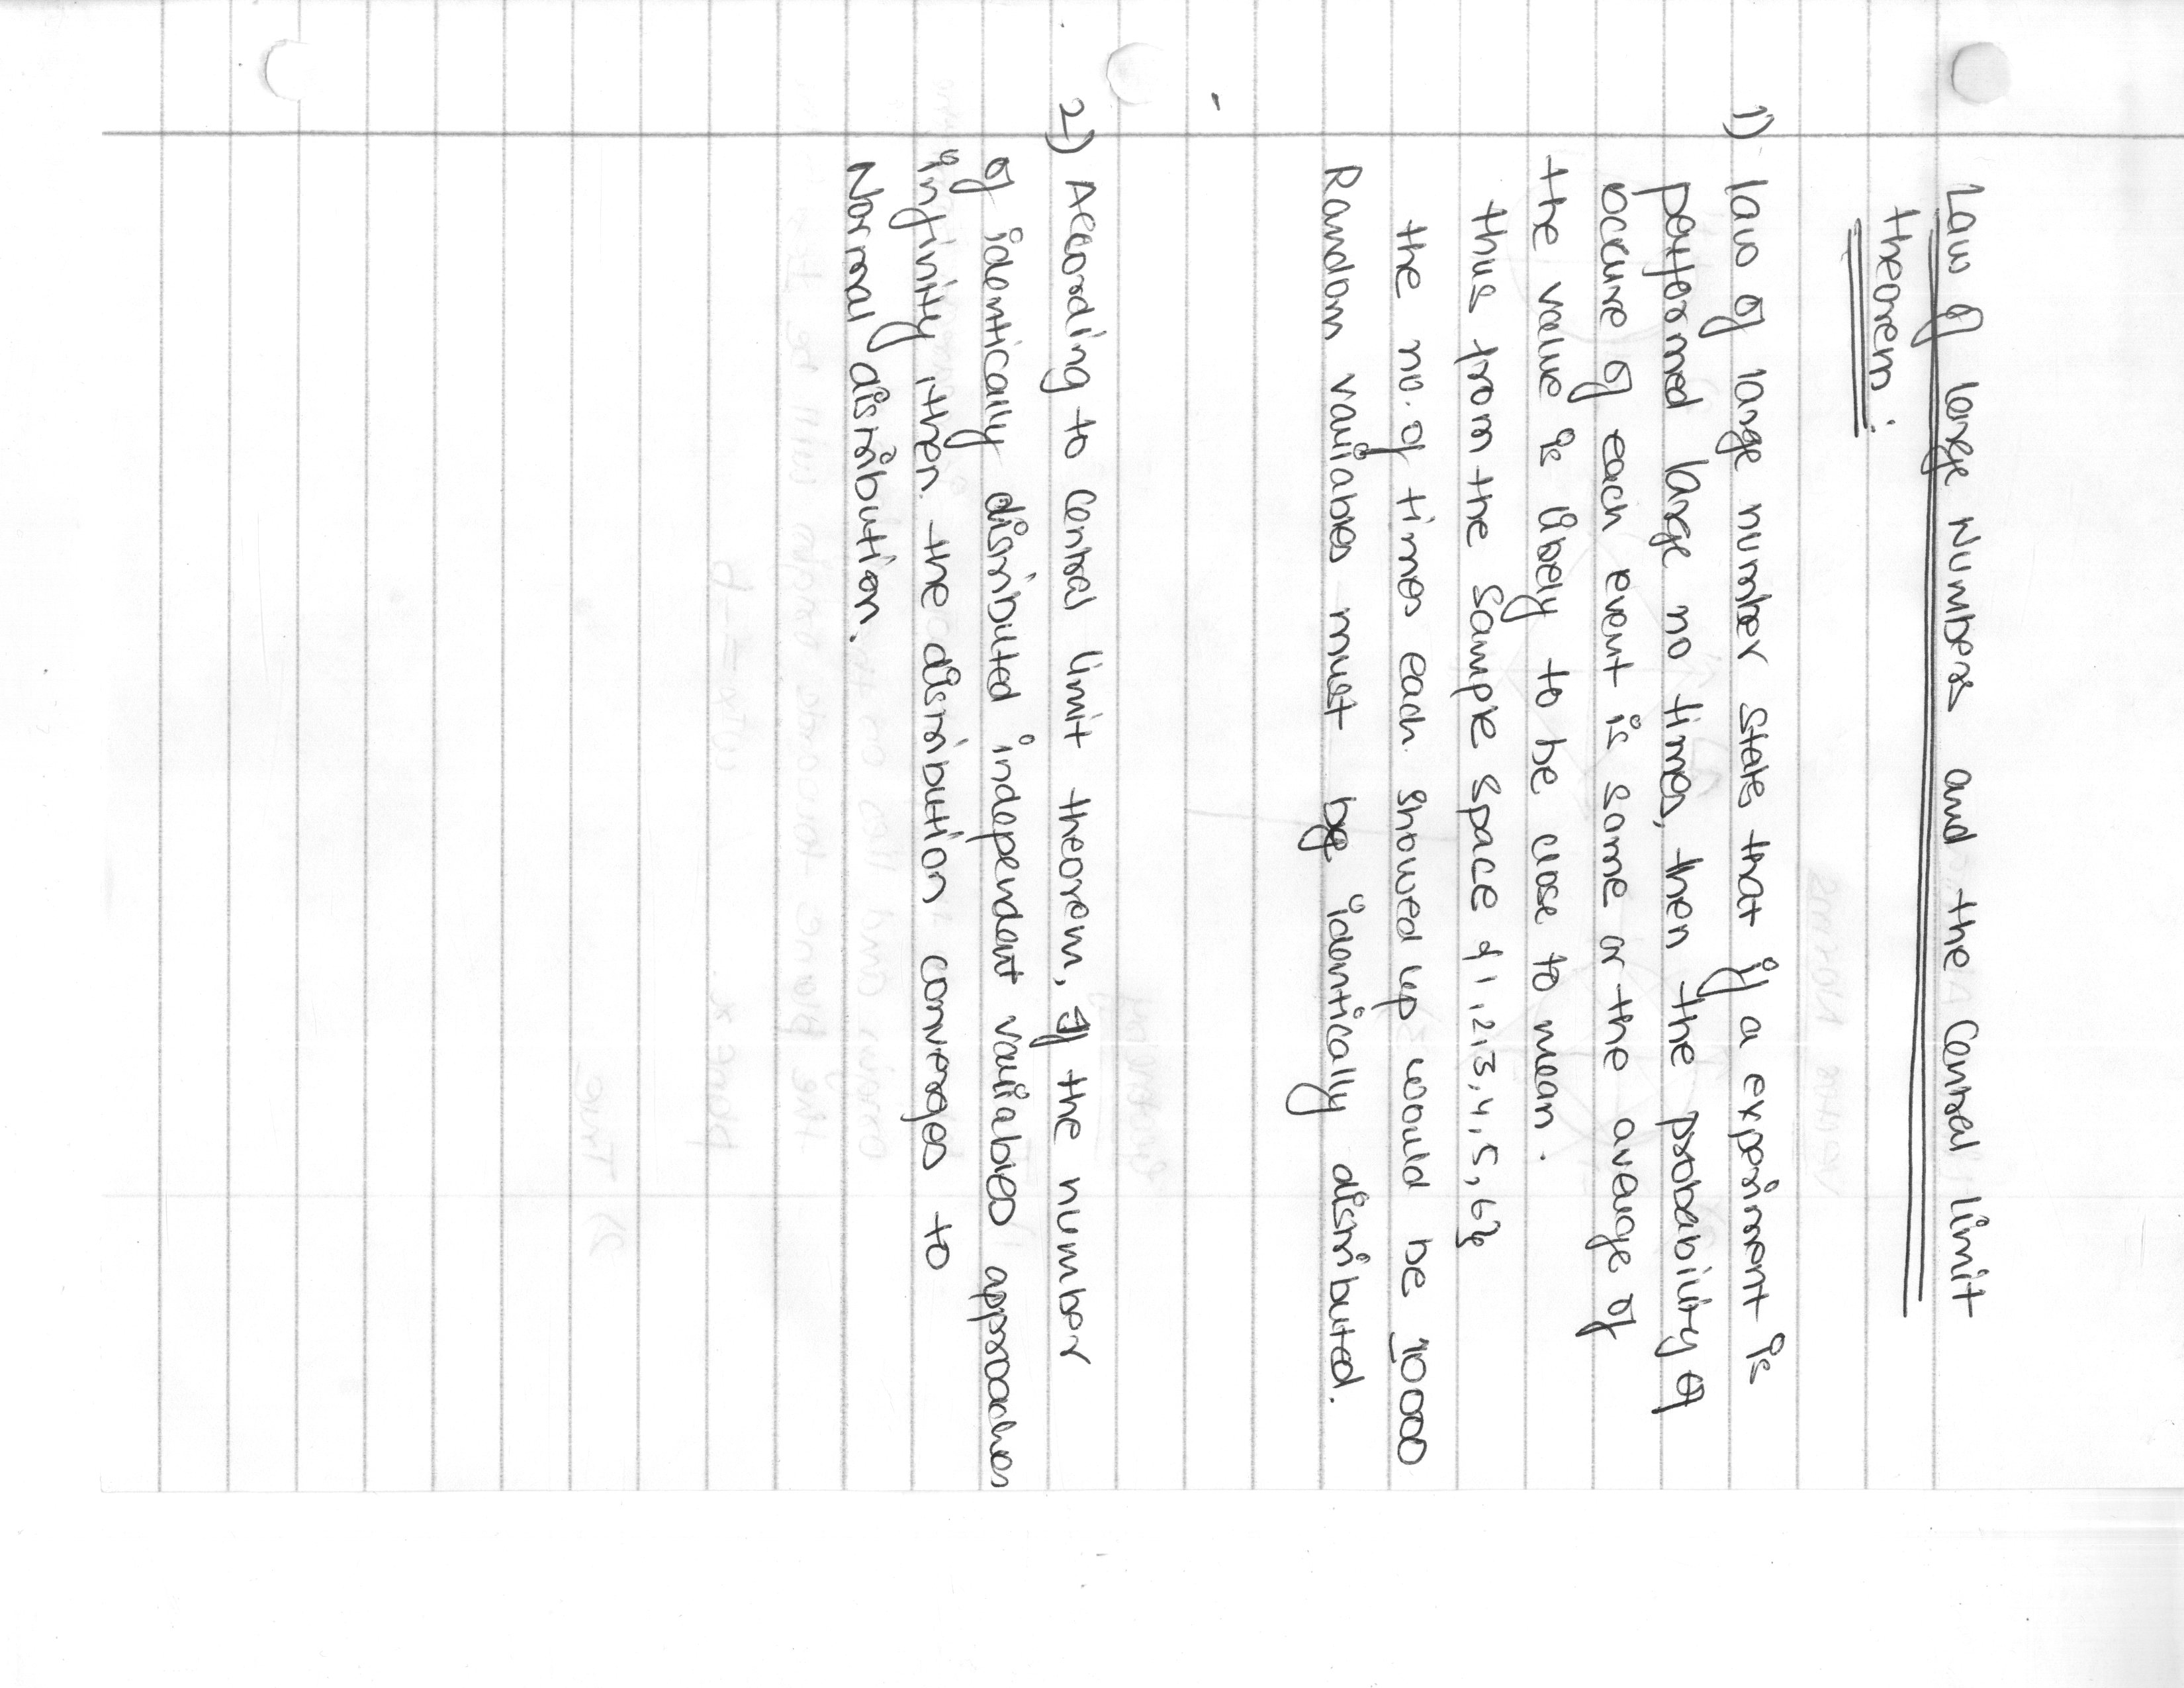 Law of large Numbers and the Central limit
theorem:
1) law of large number states that if a experiment is
performed large no times, then the probability of
occure of each event is same or the average of
the value is likely to be close to mean.
thus from the sample space {1,2,3,4,5,6}
the no. of times each showed up would be 10000
Random variables must be identically distributed.
2) According to Central limit theorem, if the number
of identically distributed independent variables approaches
infinity, then the distribution converges to
Normal distribution.